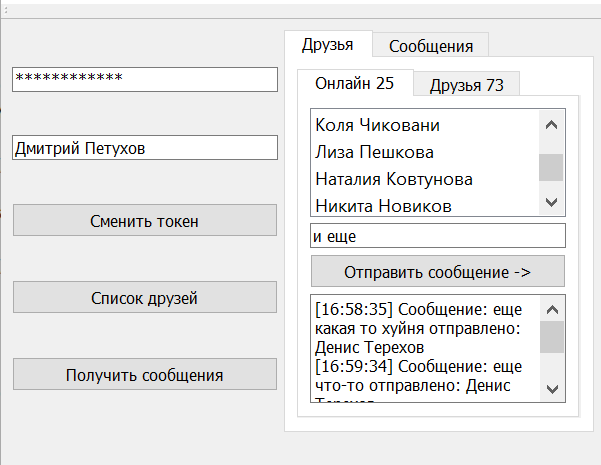 ************
Дмитрий Петухов
Сменить токен
Список друзей
Получить сообщения
Друзья
Сообщения
Онлайн 25
Друзья 73
Коля Чиковани
Лиза Пешкова
Наталия Ковтунова
Никита Новиков
и еще
Отправить сообщение ->
[16:58:35] Сообщение: еще
какая то хуйня отправлено:
Денис Терехов
[16:59:34] Сообщение: еще
что-то отправлено: Денис
Терехов